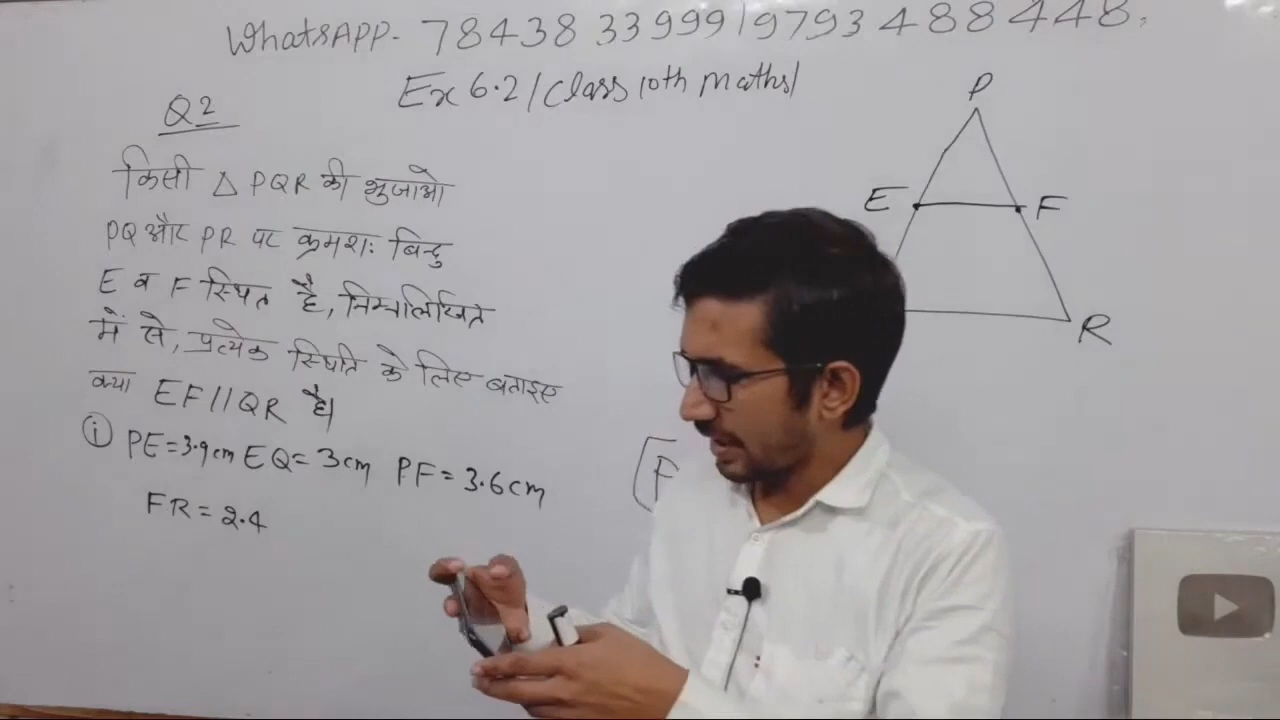 WhatsAPP- 78438 33999/9793488448,
Ex 6.2/Class 10th maths/
Q2
किसी △ PQR की भुजाओ
PQ और PR पर क्रमशः बिन्दु
E व F स्थित है, निम्नलिखित
में से, प्रत्येक स्थिति के लिए बताइए
क्या EF//QR है।
i PE=3.9cm EQ=3cm PF=3.6cm
FR=2.4
P
E F
R
[F